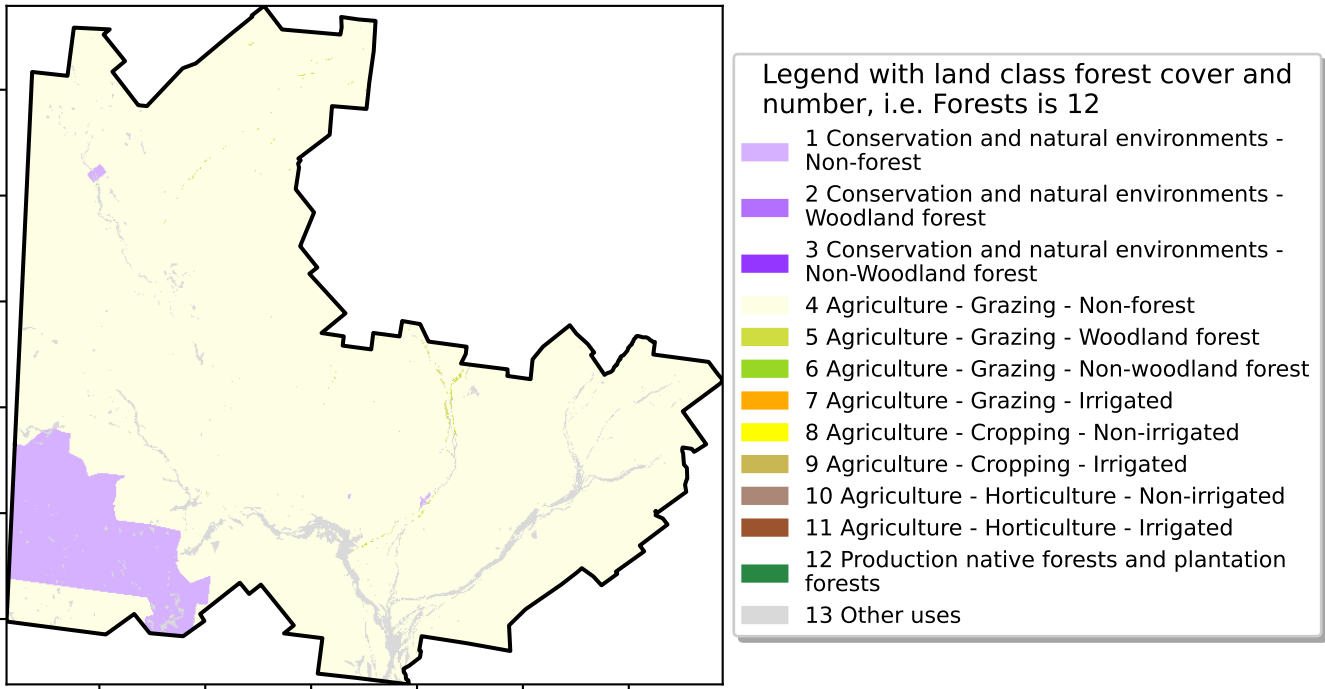 Legend with land class forest cover and
number, i.e. Forests is 12
1 Conservation and natural environments -
Non-forest
2 Conservation and natural environments -
Woodland forest
3 Conservation and natural environments -
Non-Woodland forest
4 Agriculture - Grazing - Non-forest
5 Agriculture - Grazing - Woodland forest
6 Agriculture - Grazing - Non-woodland forest
7 Agriculture - Grazing - Irrigated
8 Agriculture - Cropping - Non-irrigated
9 Agriculture - Cropping - Irrigated
10 Agriculture - Horticulture - Non-irrigated
11 Agriculture - Horticulture - Irrigated
12 Production native forests and plantation
forests
13 Other uses